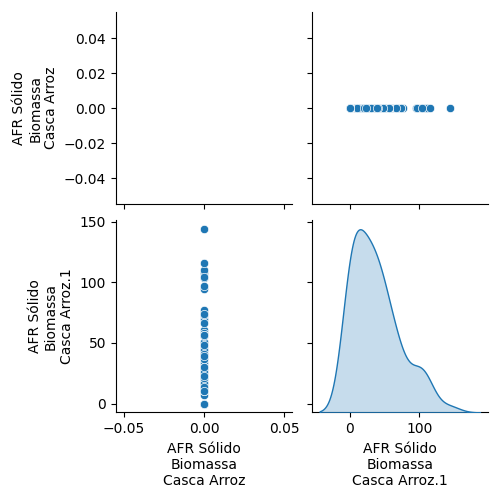 0.04
0.02
0.00
−0.02
−0.04
AFR Sólido
Biomassa
Casca Arroz
150
100
50
0
AFR Sólido
Biomassa
Casca Arroz.1
−0.05
0.00
0.05
0
100
AFR Sólido
Biomassa
Casca Arroz
AFR Sólido
Biomassa
Casca Arroz.1